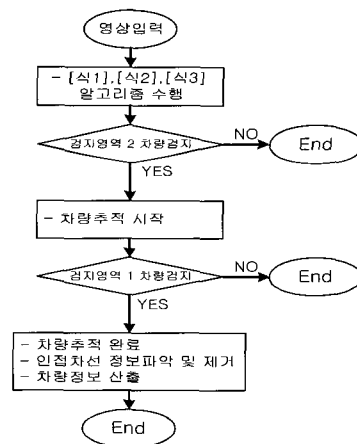 영상입력
- [식1],[식2],[식3]
알고리줌 수행
검지영역 2 차량검지
NO
End
YES
- 차량추적 시작
검지영역 1 차량검지
NO
End
YES
- 차량추적 완료
- 인접차선 정보파악 및 제거
- 차량정보 산출
End